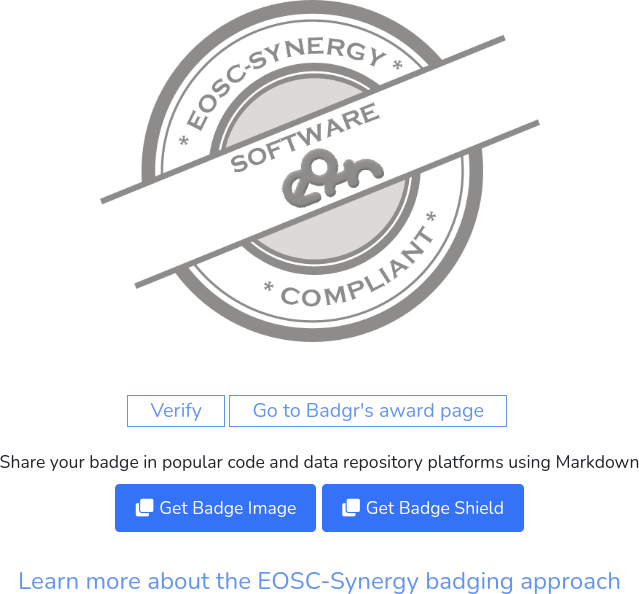 * EOSC-SYNERGY *
SOFTWARE
* COMPLIANT *
Verify
Go to Badgr's award page
Share your badge in popular code and data repository platforms using Markdown
Get Badge Image
Get Badge Shield
Learn more about the EOSC-Synergy badging approach